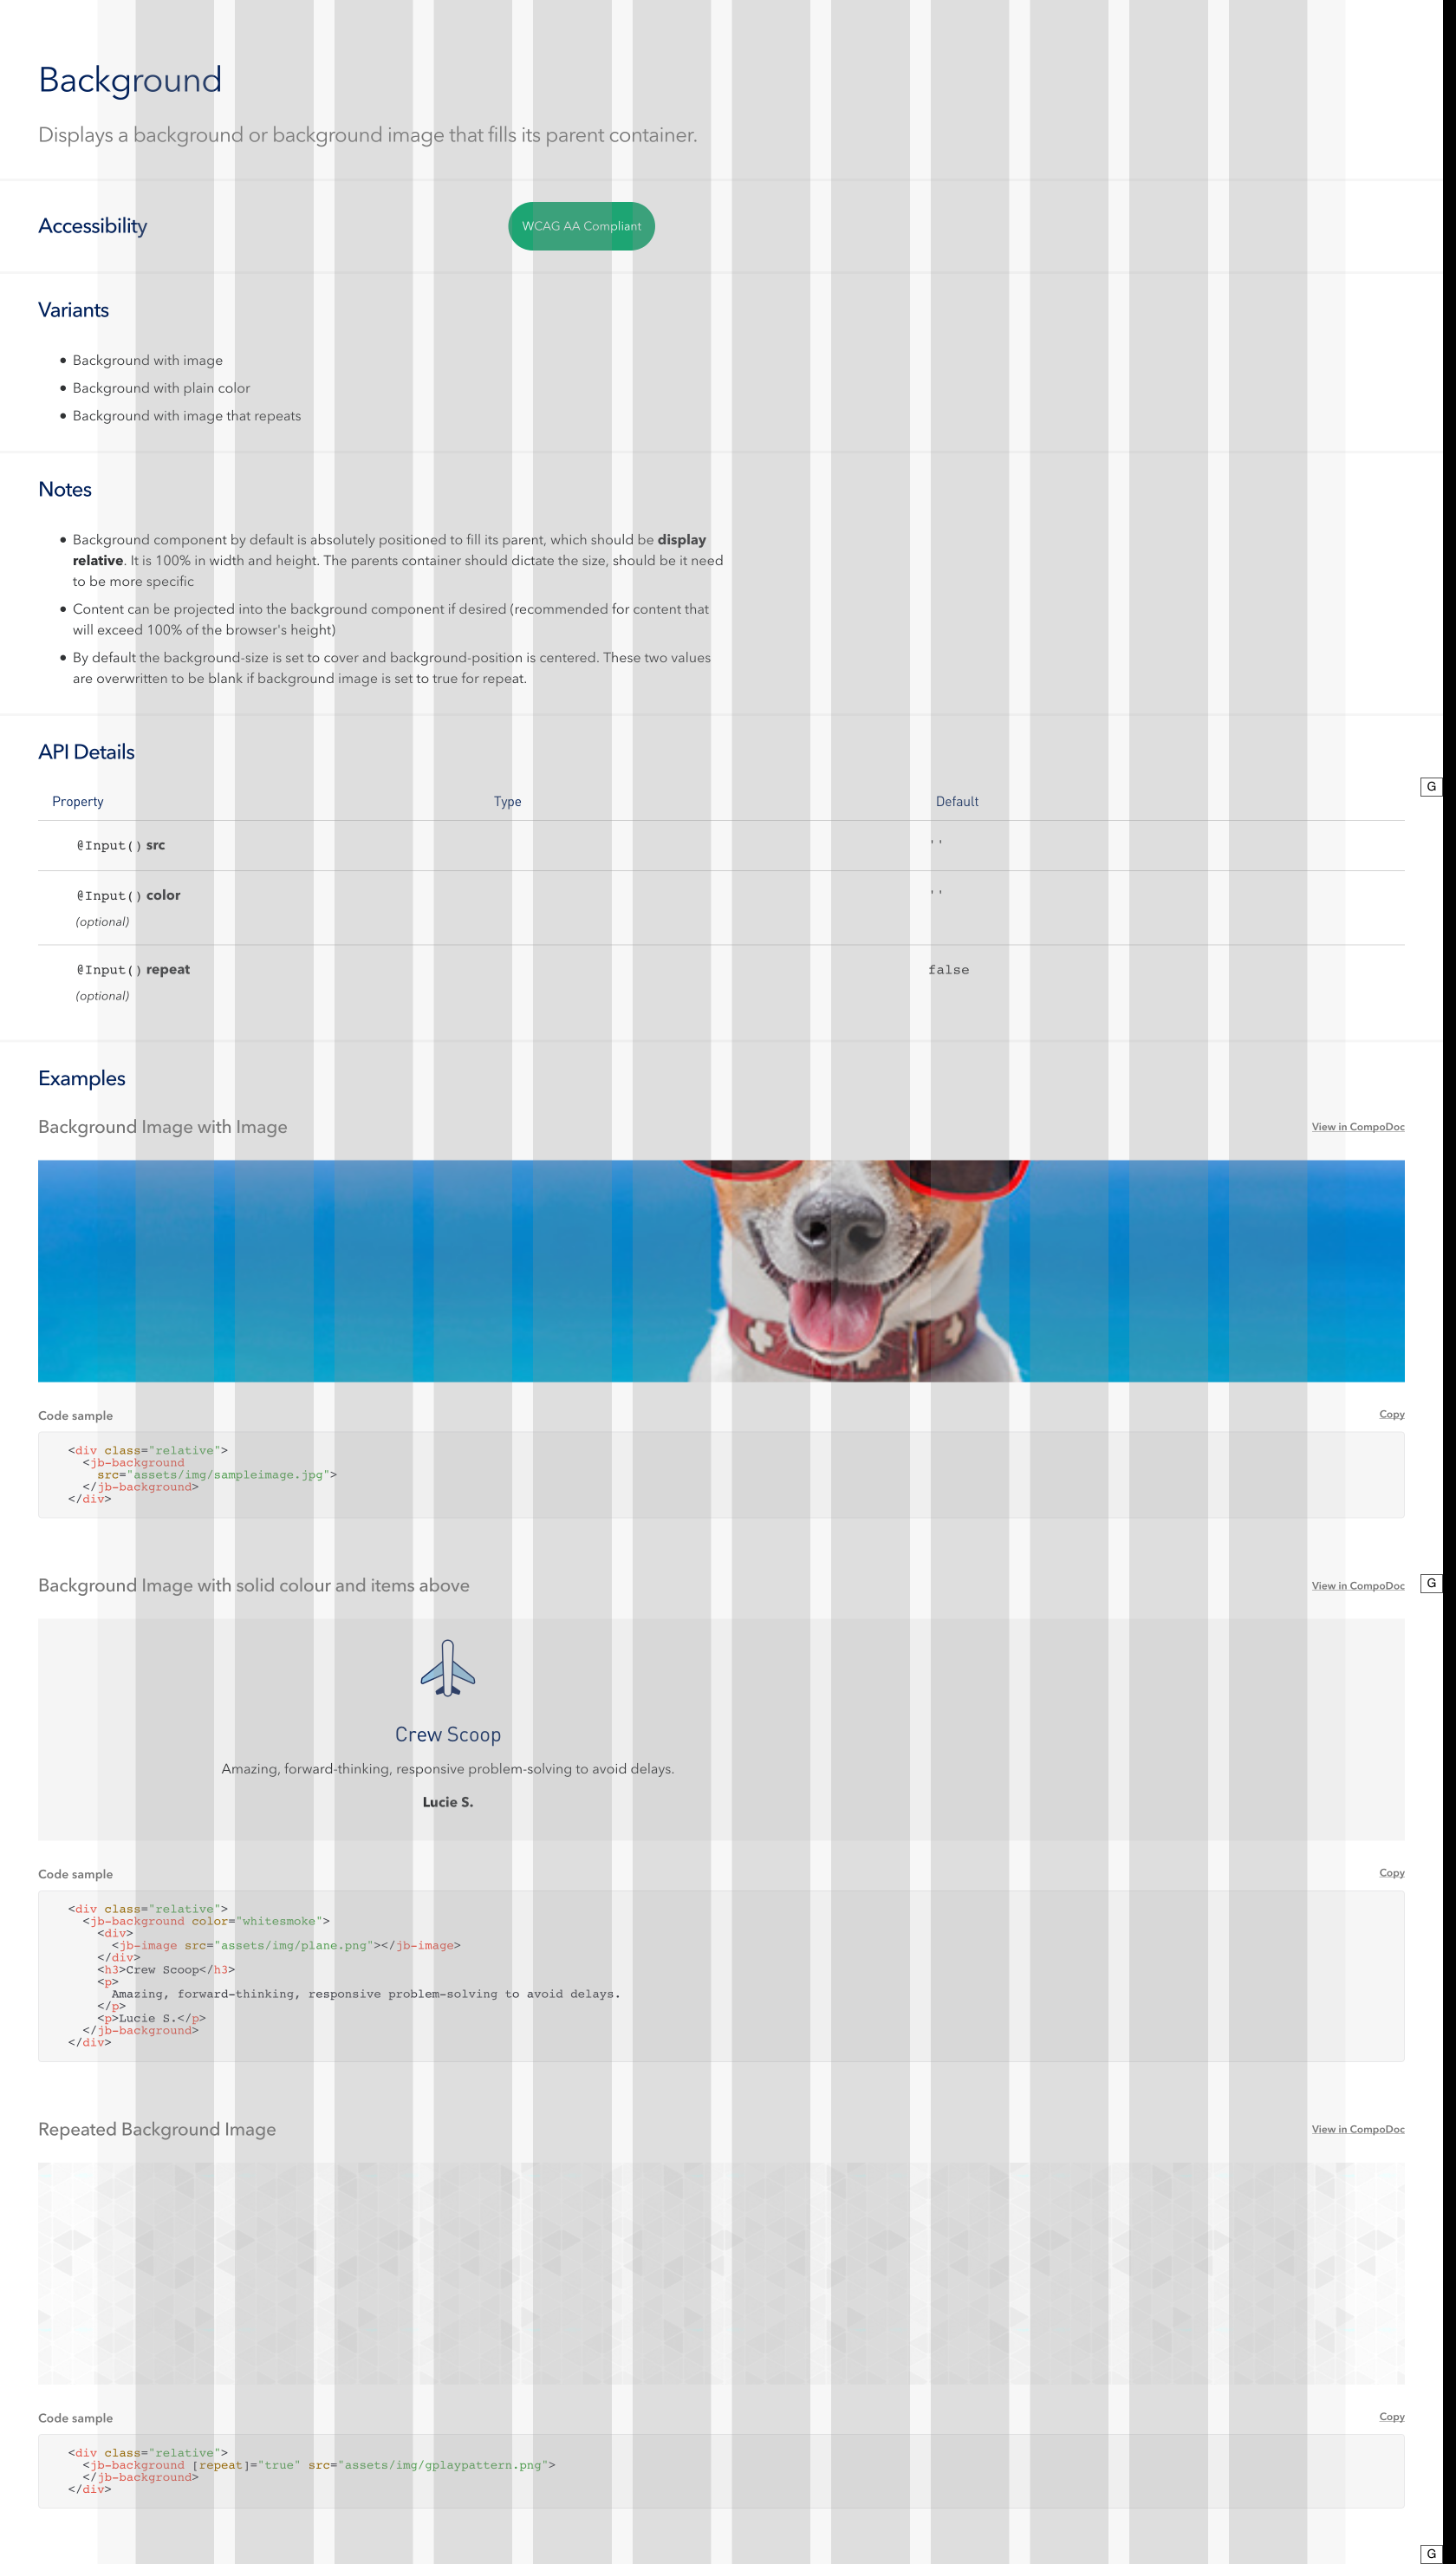 Background
Displays a background or background image that fills its parent container.
Accessibility
WCAG AA Compliant
Variants
• Background with image
• Background with plain color
• Background with image that repeats
Notes
• Background component by default is absolutely positioned to fill its parent, which should be display
relative. It is 100% in width and height. The parents container should dictate the size, should be it need
to be more specific
• Content can be projected into the background component if desired (recommended for content that
will exceed 100% of the browser's height)
• By default the background-size is set to cover and background-position is centered. These two values
are overwritten to be blank if background image is set to true for repeat.
API Details
G
Property Type Default
@Input() src ''
@Input() color ''
(optional)
@Input() repeat false
(optional)
Examples
Background Image with Image View in CompoDoc
Code sample Copy
<div class="relative">
  <jb-background
    src="assets/img/sampleimage.jpg">
  </jb-background>
</div>
Background Image with solid colour and items above View in CompoDoc G
Crew Scoop
Amazing, forward-thinking, responsive problem-solving to avoid delays.
Lucie S.
Code sample Copy
<div class="relative">
  <jb-background color="whitesmoke">
    <div>
      <jb-image src="assets/img/plane.png"></jb-image>
    </div>
    <h3>Crew Scoop</h3>
    <p>
      Amazing, forward-thinking, responsive problem-solving to avoid delays.
    </p>
    <p>Lucie S.</p>
  </jb-background>
</div>
Repeated Background Image View in CompoDoc
Code sample Copy
<div class="relative">
  <jb-background [repeat]="true" src="assets/img/gplaypattern.png">
  </jb-background>
</div>
G